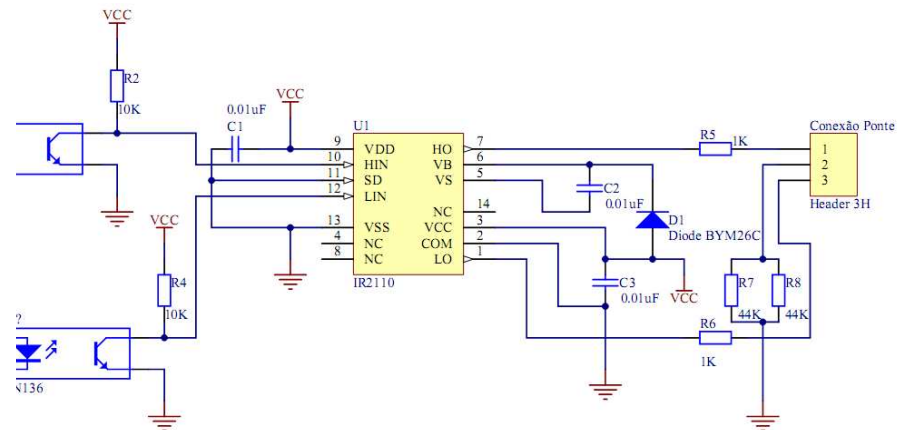 VCC
R2
10K
VCC
0.01uF
C1
U1
9
VDD
10
HIN
11
SD
12
LIN
13
VSS
4
NC
8
NC
HO
7
VB
6
VS
5
NC
14
VCC
3
COM
2
LO
1
IR2110
R5
1K
Conexão Ponte
1
2
3
Header 3H
C2
0.01uF
D1
Diode BYM26C
C3
0.01uF
VCC
R7
44K
R8
44K
R6
1K
VCC
R4
10K
?
N136